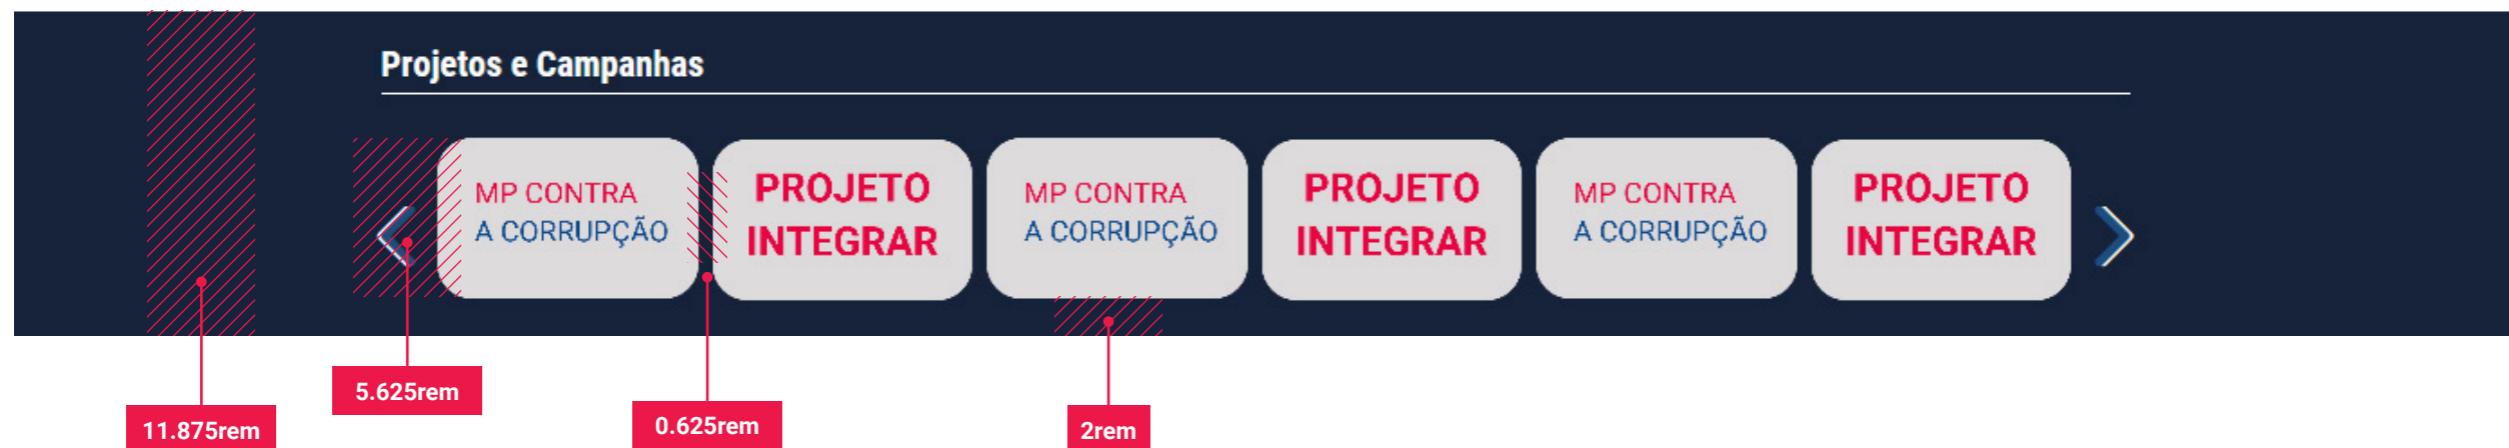 Projetos e Campanhas
MP CONTRA
A CORRUPÇÃO
PROJETO
INTEGRAR
MP CONTRA
A CORRUPÇÃO
PROJETO
INTEGRAR
MP CONTRA
A CORRUPÇÃO
PROJETO
INTEGRAR
5.625rem
11.875rem
0.625rem
2rem